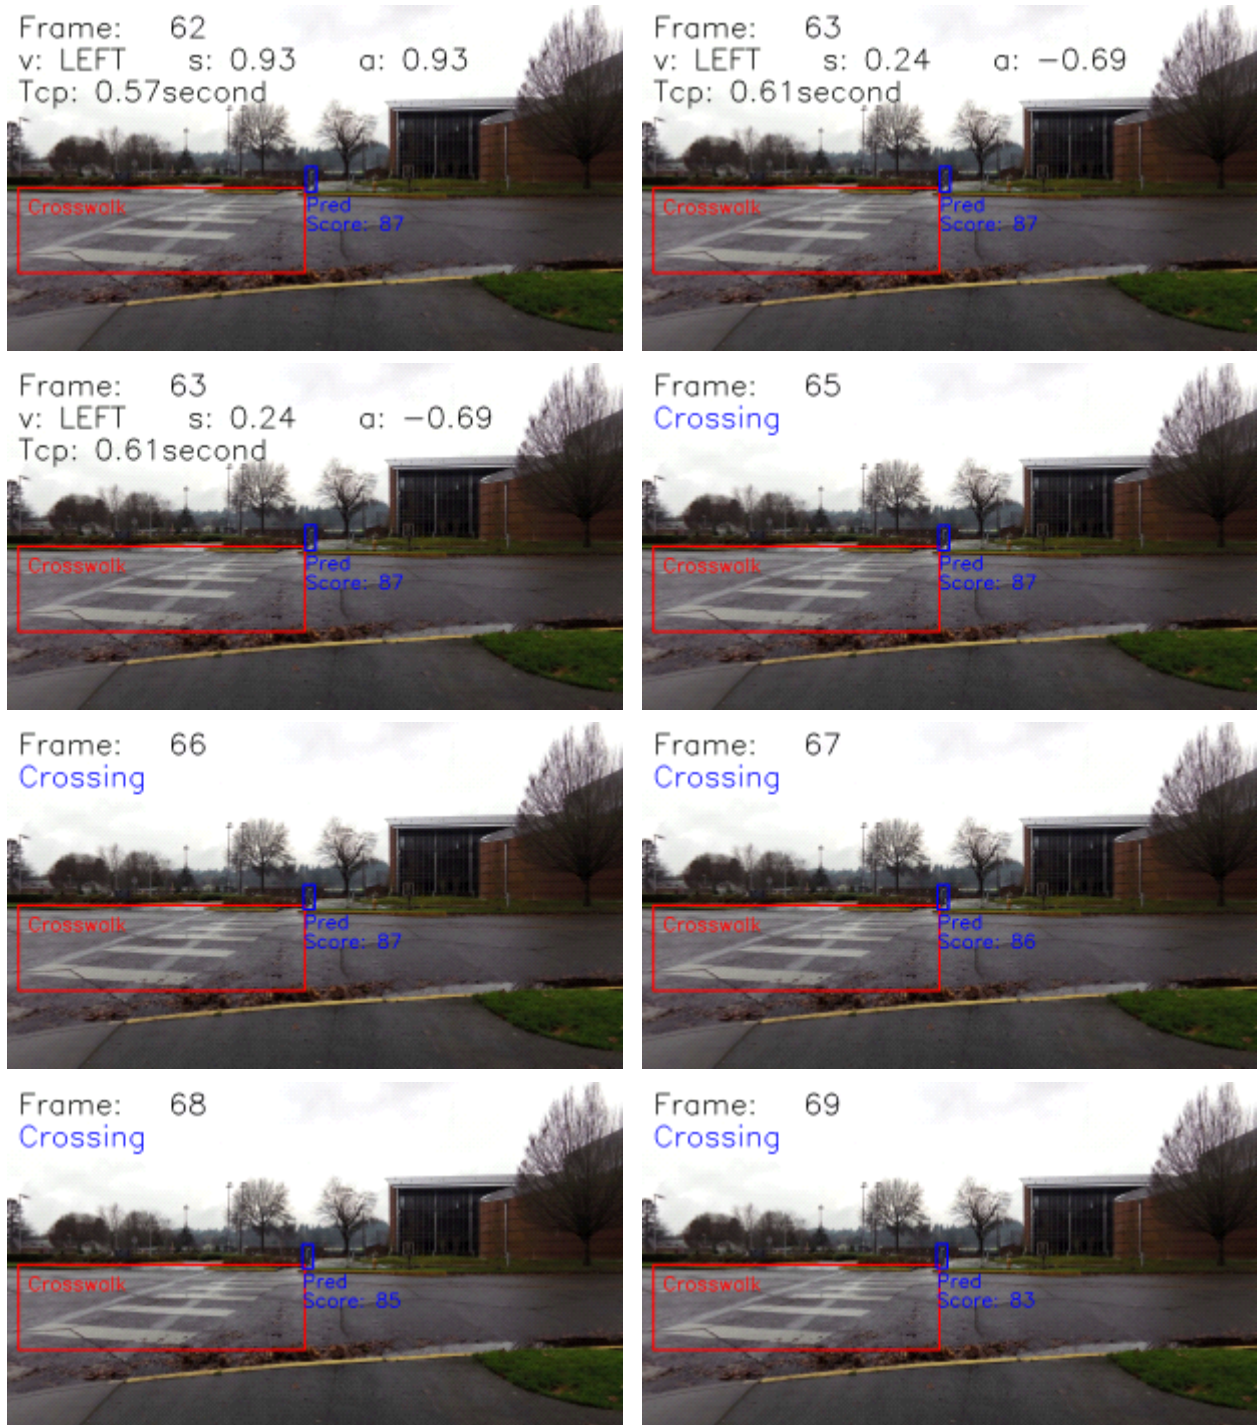 Frame: 62
v: LEFT s: 0.93 a: 0.93
Tcp: 0.57second
Crosswalk
Pred
Score: 87
Frame: 63
v: LEFT s: 0.24 a: −0.69
Tcp: 0.61second
Crosswalk
Pred
Score: 87
Frame: 63
v: LEFT s: 0.24 a: −0.69
Tcp: 0.61second
Crosswalk
Pred
Score: 87
Frame: 65
Crossing
Crosswalk
Pred
Score: 87
Frame: 66
Crossing
Crosswalk
Pred
Score: 87
Frame: 67
Crossing
Crosswalk
Pred
Score: 86
Frame: 68
Crossing
Crosswalk
Pred
Score: 85
Frame: 69
Crossing
Crosswalk
Pred
Score: 83